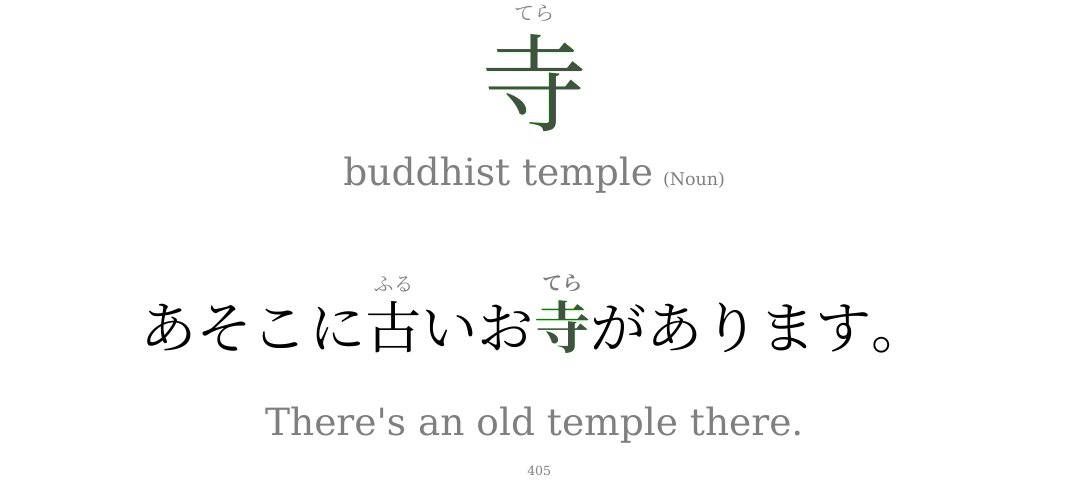 てら
寺
buddhist temple (Noun)
ふる てら
あそこに古いお寺があります。
There's an old temple there.
405